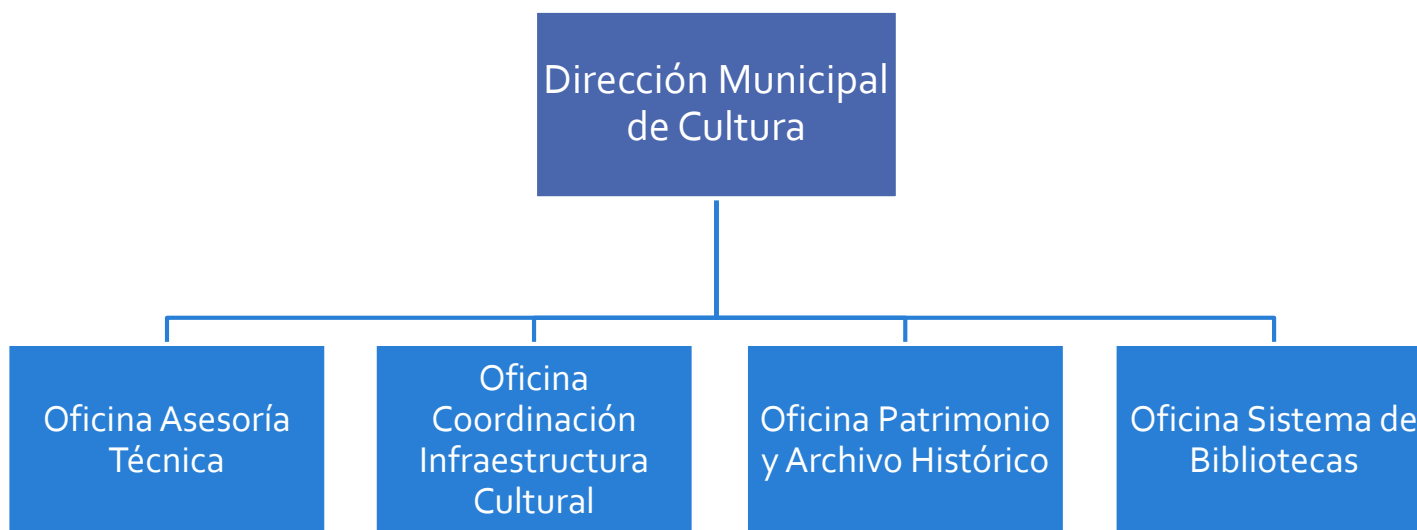 Dirección Municipal
de Cultura
Oficina Asesoría
Técnica
Oficina
Coordinación
Infraestructura
Cultural
Oficina Patrimonio
y Archivo Histórico
Oficina Sistema de
Bibliotecas